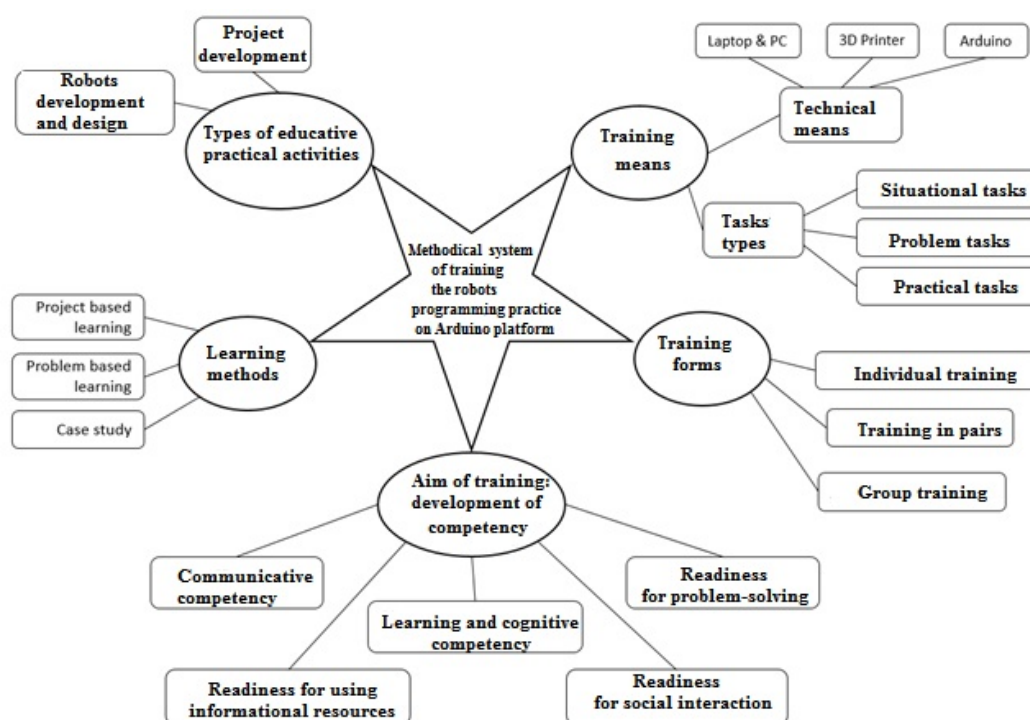 Project
development
Robots
development
and design
Types of educative
practical activities
Laptop & PC
3D Printer
Arduino
Technical
means
Training
means
Tasks
types
Situational tasks
Problem tasks
Practical tasks
Methodical system
of training
the robots
programming practice
on Arduino platform
Project based
learning
Problem based
learning
Case study
Learning
methods
Training
forms
Individual training
Training in pairs
Group training
Aim of training:
development of
competency
Communicative
competency
Learning and cognitive
competency
Readiness
for problem-solving
Readiness for using
informational resources
Readiness
for social interaction